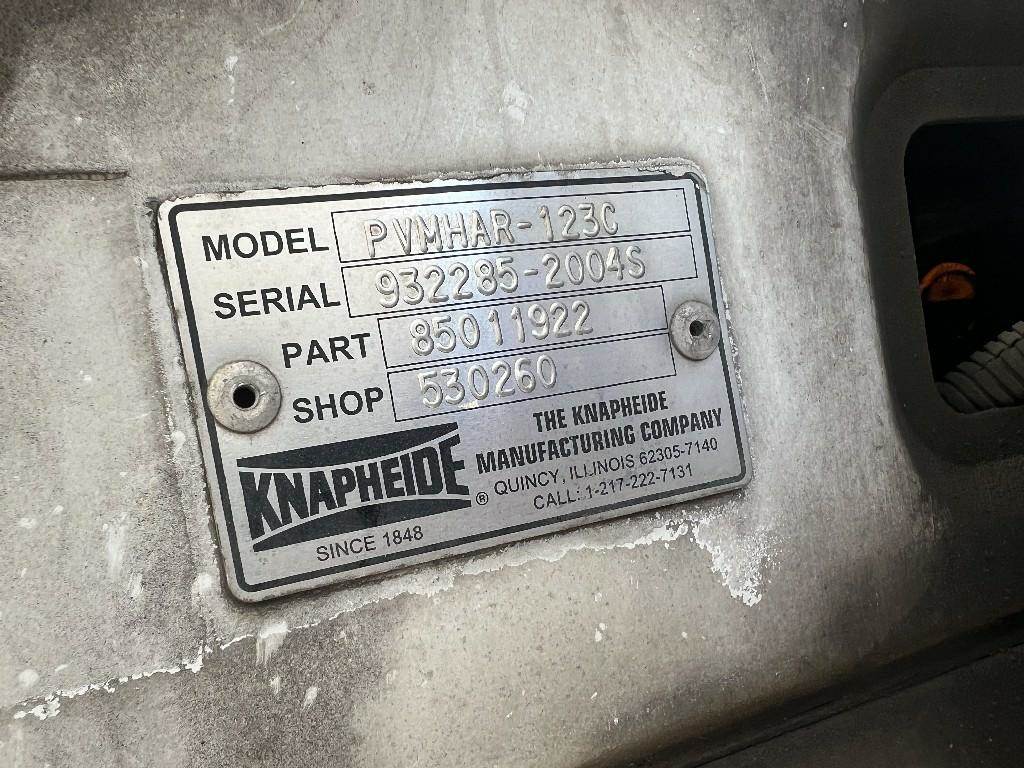 MODEL PVMHAR-123C
SERIAL 932285-2004S
PART 85011922
SHOP 530260
KNAPHEIDE ®
SINCE 1848
THE KNAPHEIDE
MANUFACTURING COMPANY
QUINCY, ILLINOIS 62305-7140
CALL: 1-217-222-7131